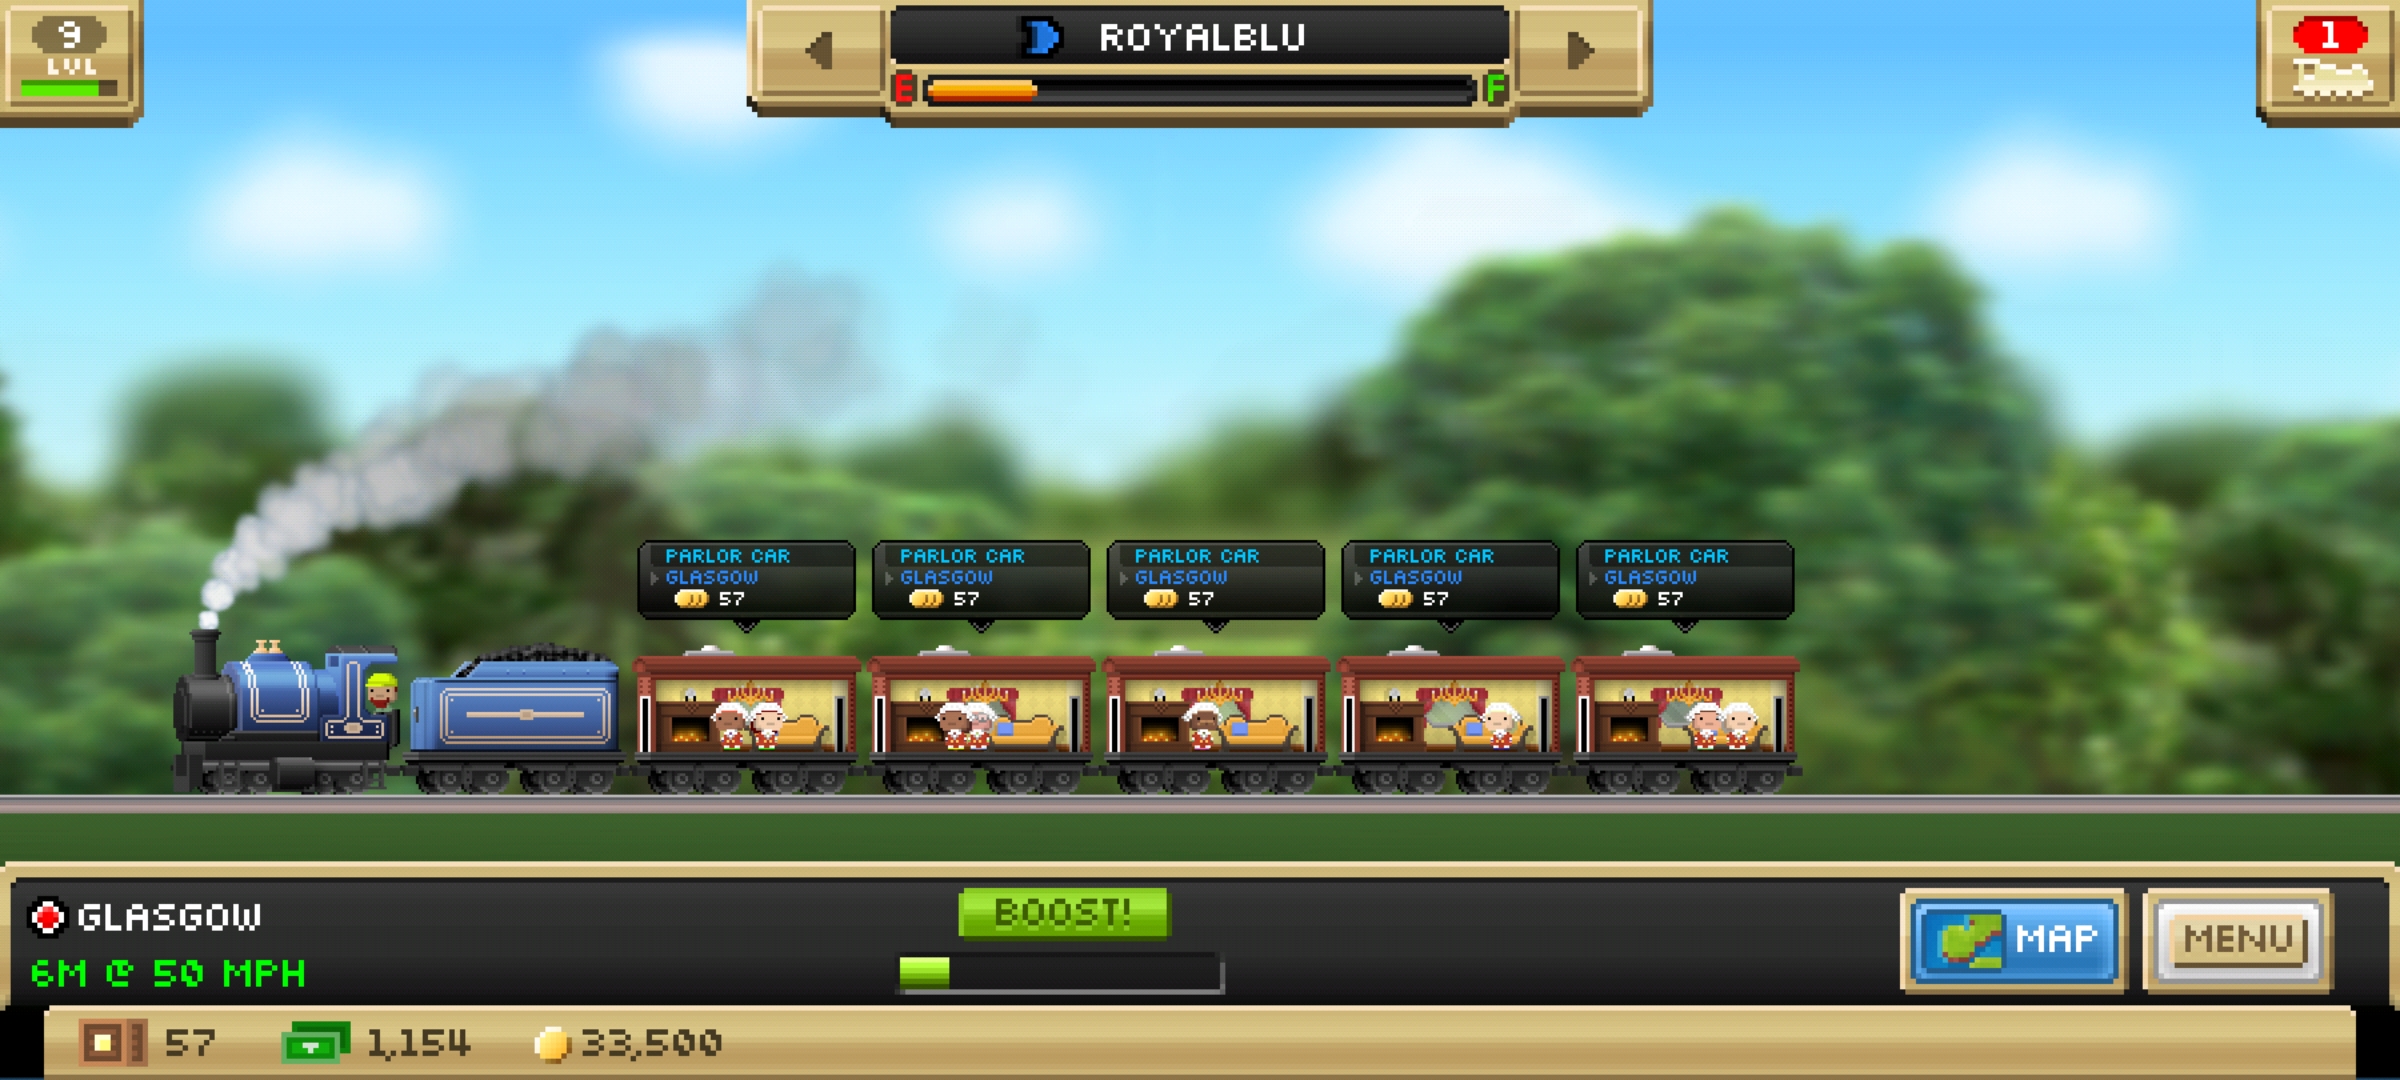 9
LVL
ROYALBLU
E F
1
PARLOR CAR
GLASGOW
57
PARLOR CAR
GLASGOW
57
PARLOR CAR
GLASGOW
57
PARLOR CAR
GLASGOW
57
PARLOR CAR
GLASGOW
57
GLASGOW
6M @ 50 MPH
BOOST!
MAP
MENU
57 1,154 33,500